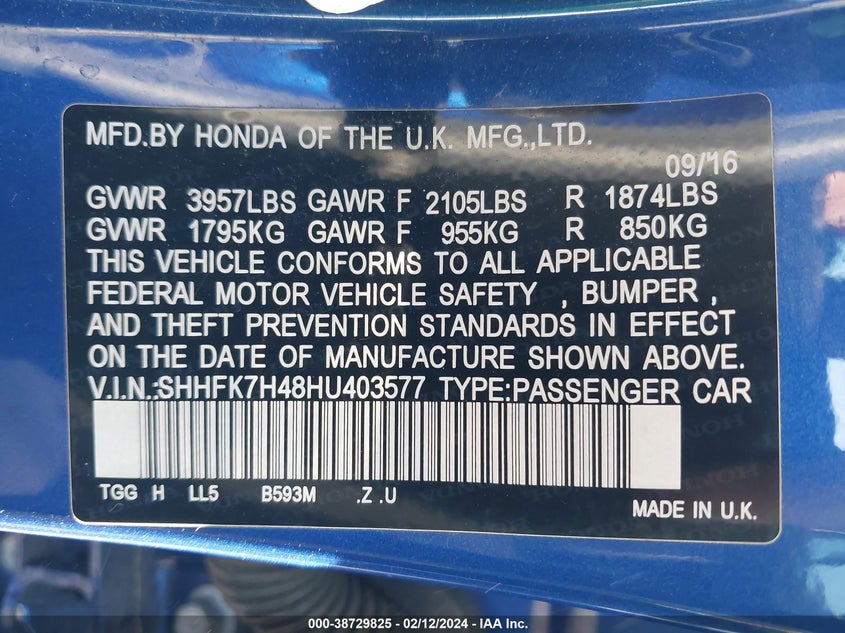 MFD.BY HONDA OF THE U.K. MFG.,LTD.
09/16
GVWR 3957LBS GAWR F 2105LBS R 1874LBS
GVWR 1795KG GAWR F 955KG R 850KG
THIS VEHICLE CONFORMS TO ALL APPLICABLE
FEDERAL MOTOR VEHICLE SAFETY , BUMPER ,
AND THEFT PREVENTION STANDARDS IN EFFECT
ON THE DATE OF MANUFACTURE SHOWN ABOVE.
V.I.N.:SHHFK7H48HU403577 TYPE:PASSENGER CAR
TGG H LL5 B593M .Z .U
MADE IN U.K.
000-38729825 - 02/12/2024 - IAA Inc.